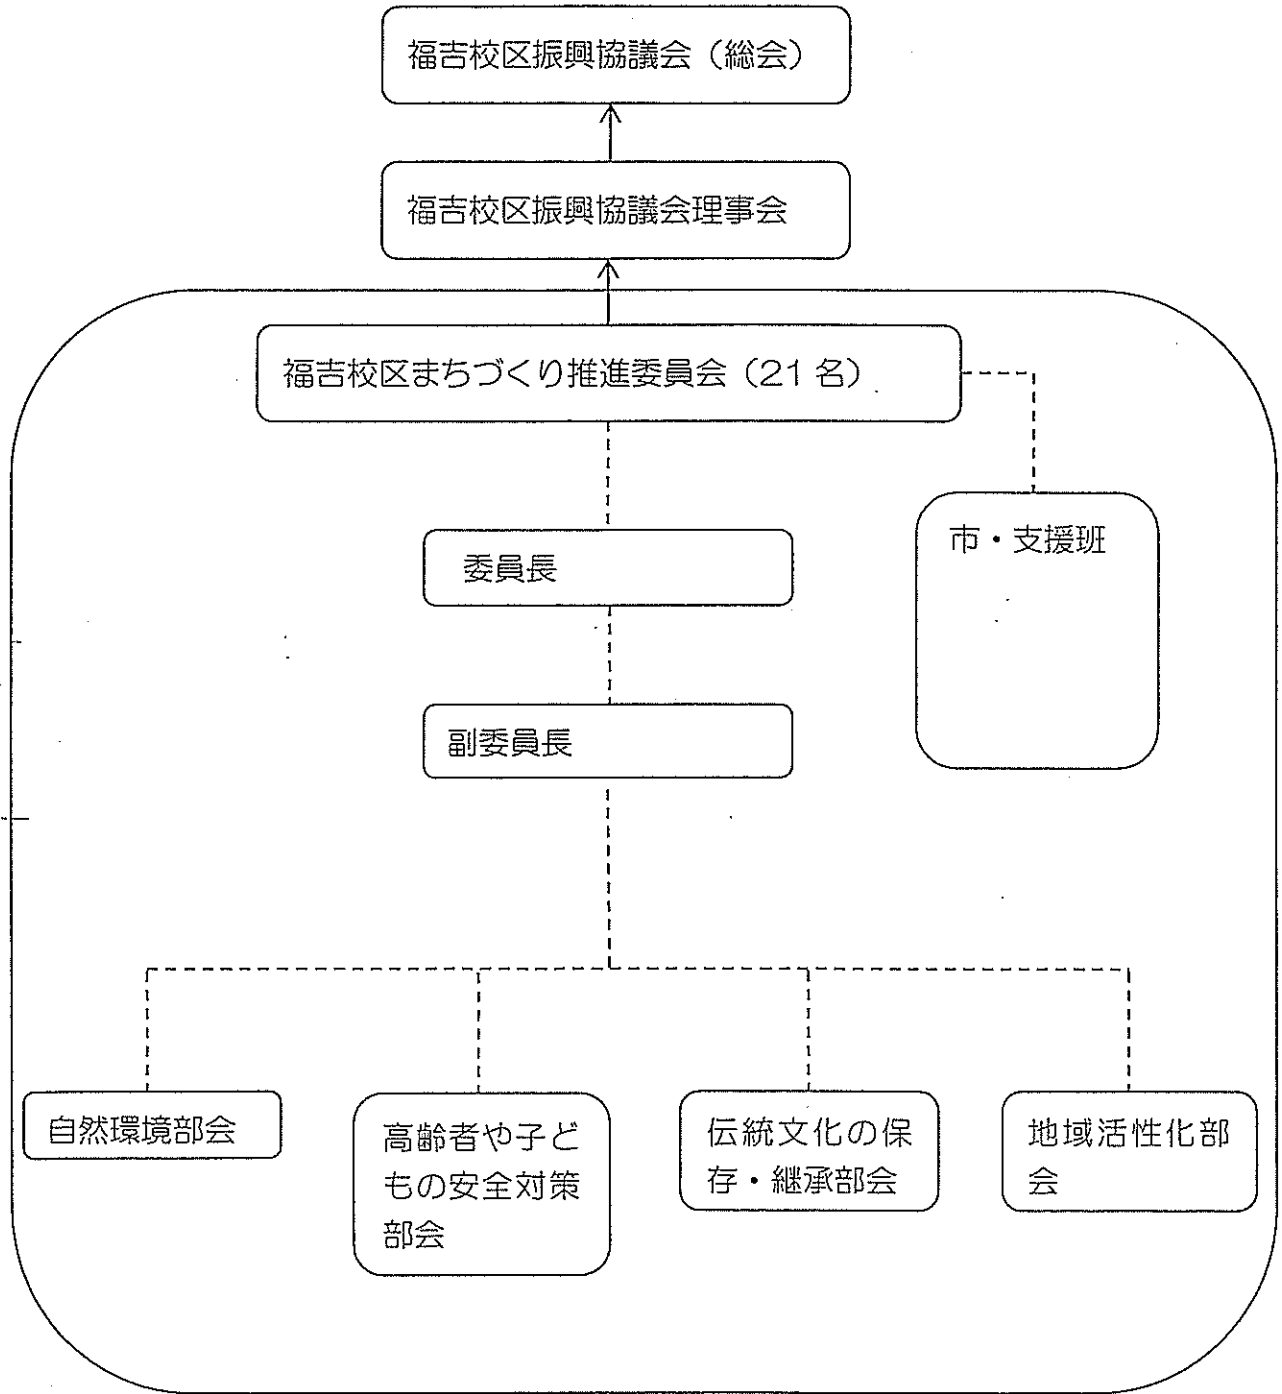 福吉校区振興協議会（総会）
福吉校区振興協議会理事会
福吉校区まちづくり推進委員会（21 名）
市・支援班
委員長
副委員長
自然環境部会
高齢者や子ど
もの安全対策
部会
伝統文化の保
存・継承部会
地域活性化部
会